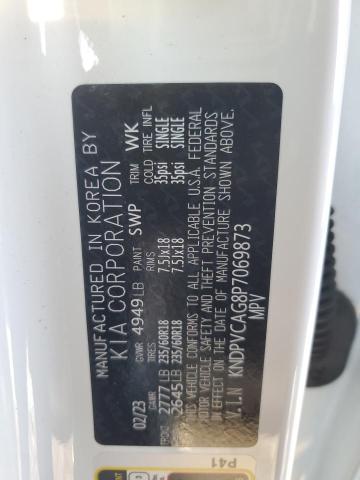 MANUFACTURED IN KOREA BY
KIA CORPORATION
02/23 GVWR 4949 LB PAINT SWP TRIM WK
GAWR TIRE RIMS COLD TIRE INFL
FRONT 2777 LB 235/60R18 7.5JX18 35psi SINGLE
2645 LB 235/60R18 7.5JX18 35psi SINGLE
THIS VEHICLE CONFORMS TO ALL APPLICABLE U.S.A. FEDERAL
MOTOR VEHICLE SAFETY AND THEFT PREVENTION STANDARDS
IN EFFECT ON THE DATE OF MANUFACTURE SHOWN ABOVE.
V.I.N KNDPVCAG8P7069873
MPV
P41